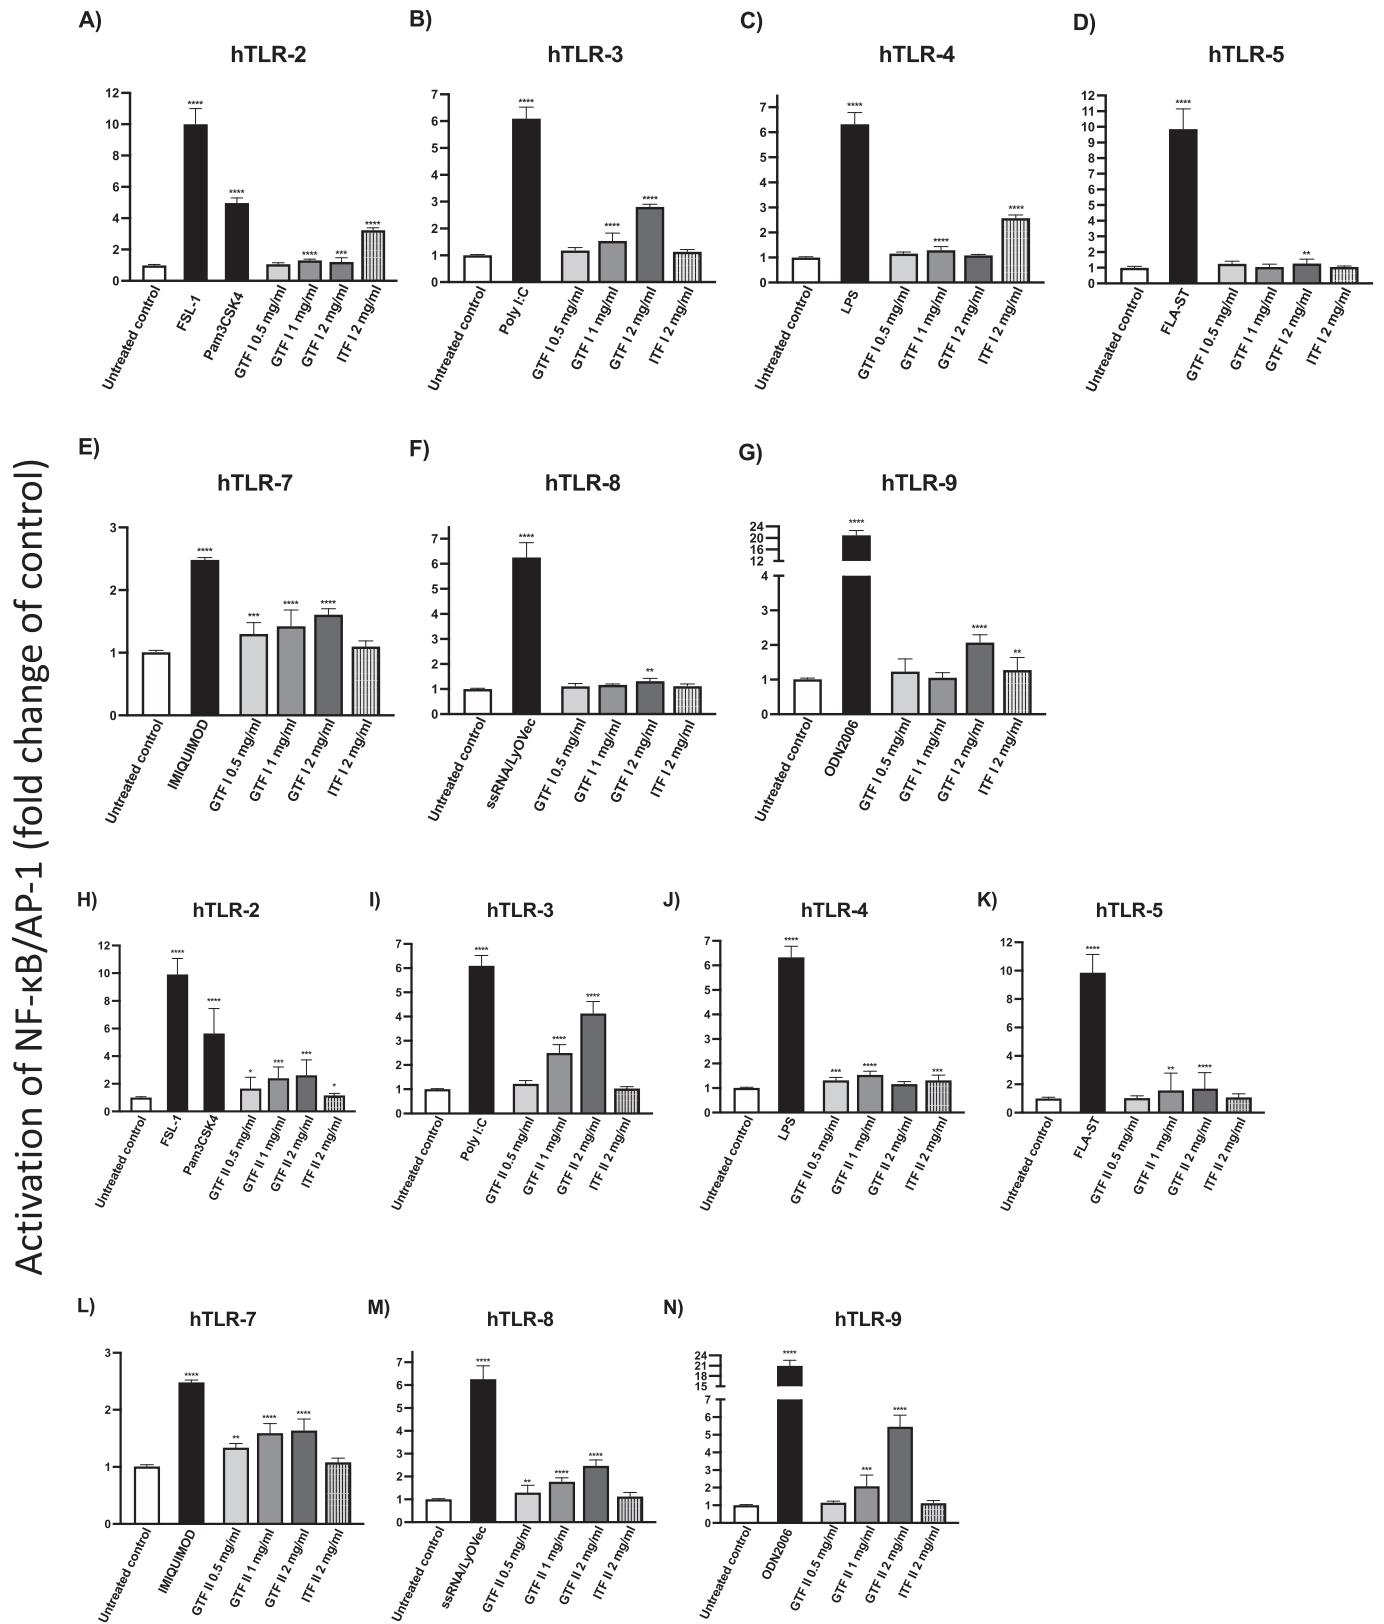 Activation of NF-κB/AP-1 (fold change of control)
A)
hTLR-2
12
10
8
6
4
2
0
****
****
****
***
****
Untreated control
FSL-1
Pam3CSK4
GTF I 0.5 mg/ml
GTF I 1 mg/ml
GTF I 2 mg/ml
ITF I 2 mg/ml
B)
hTLR-3
7
6
5
4
3
2
1
0
****
****
****
Untreated control
Poly I:C
GTF I 0.5 mg/ml
GTF I 1 mg/ml
GTF I 2 mg/ml
ITF I 2 mg/ml
C)
hTLR-4
7
6
5
4
3
2
1
0
****
****
****
Untreated control
LPS
GTF I 0.5 mg/ml
GTF I 1 mg/ml
GTF I 2 mg/ml
ITF I 2 mg/ml
D)
hTLR-5
12
11
10
9
8
7
6
5
4
3
2
1
0
****
**
Untreated control
FLA-ST
GTF I 0.5 mg/ml
GTF I 1 mg/ml
GTF I 2 mg/ml
ITF I 2 mg/ml
E)
hTLR-7
3
2
1
0
****
***
****
****
Untreated control
IMIQUIMOD
GTF I 0.5 mg/ml
GTF I 1 mg/ml
GTF I 2 mg/ml
ITF I 2 mg/ml
F)
hTLR-8
7
6
5
4
3
2
1
0
****
**
Untreated control
ssRNA/LyOVec
GTF I 0.5 mg/ml
GTF I 1 mg/ml
GTF I 2 mg/ml
ITF I 2 mg/ml
G)
hTLR-9
24
20
16
12
4
3
2
1
0
****
****
**
Untreated control
ODN2006
GTF I 0.5 mg/ml
GTF I 1 mg/ml
GTF I 2 mg/ml
ITF I 2 mg/ml
H)
hTLR-2
12
10
8
6
4
2
0
****
****
*
***
***
*
Untreated control
FSL-1
Pam3CSK4
GTF II 0.5 mg/ml
GTF II 1 mg/ml
GTF II 2 mg/ml
ITF II 2 mg/ml
I)
hTLR-3
7
6
5
4
3
2
1
0
****
****
****
Untreated control
Poly I:C
GTF II 0.5 mg/ml
GTF II 1 mg/ml
GTF II 2 mg/ml
ITF II 2 mg/ml
J)
hTLR-4
7
6
5
4
3
2
1
0
****
***
****
***
Untreated control
LPS
GTF II 0.5 mg/ml
GTF II 1 mg/ml
GTF II 2 mg/ml
ITF II 2 mg/ml
K)
hTLR-5
12
10
8
6
4
2
0
****
**
****
Untreated control
FLA-ST
GTF II 0.5 mg/ml
GTF II 1 mg/ml
GTF II 2 mg/ml
ITF II 2 mg/ml
L)
hTLR-7
3
2
1
0
****
**
****
****
Untreated control
IMIQUIMOD
GTF II 0.5 mg/ml
GTF II 1 mg/ml
GTF II 2 mg/ml
ITF II 2 mg/ml
M)
hTLR-8
7
6
5
4
3
2
1
0
****
**
****
****
Untreated control
ssRNA/LyOVec
GTF II 0.5 mg/ml
GTF II 1 mg/ml
GTF II 2 mg/ml
ITF II 2 mg/ml
N)
hTLR-9
24
21
18
15
7
6
5
4
3
2
1
0
****
***
****
Untreated control
ODN2006
GTF II 0.5 mg/ml
GTF II 1 mg/ml
GTF II 2 mg/ml
ITF II 2 mg/ml